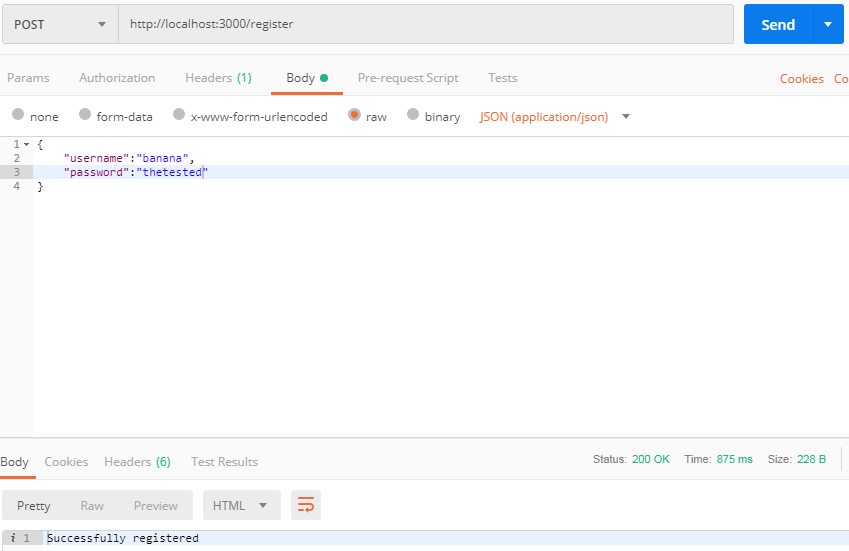 POST http://localhost:3000/register Send
Params Authorization Headers (1) Body Pre-request Script Tests Cookies Co
none form-data x-www-form-urlencoded raw binary JSON (application/json)
1 {
2 "username":"banana",
3 "password":"thetested"
4 }
Body Cookies Headers (6) Test Results Status: 200 OK Time: 875 ms Size: 228 B
Pretty Raw Preview HTML
i 1 Successfully registered